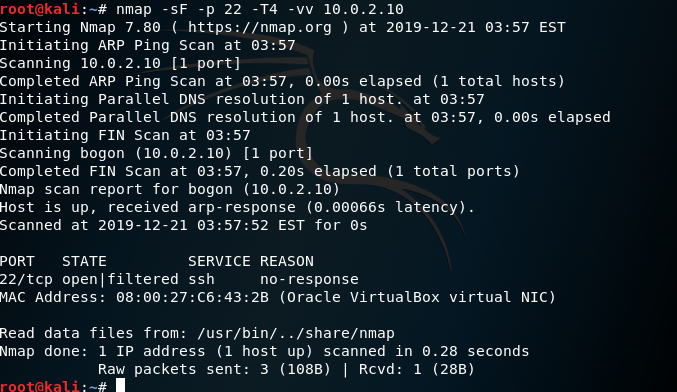 root@kali:~# nmap -sF -p 22 -T4 -vv 10.0.2.10
Starting Nmap 7.80 ( https://nmap.org ) at 2019-12-21 03:57 EST
Initiating ARP Ping Scan at 03:57
Scanning 10.0.2.10 [1 port]
Completed ARP Ping Scan at 03:57, 0.00s elapsed (1 total hosts)
Initiating Parallel DNS resolution of 1 host. at 03:57
Completed Parallel DNS resolution of 1 host. at 03:57, 0.00s elapsed
Initiating FIN Scan at 03:57
Scanning bogon (10.0.2.10) [1 port]
Completed FIN Scan at 03:57, 0.20s elapsed (1 total ports)
Nmap scan report for bogon (10.0.2.10)
Host is up, received arp-response (0.00066s latency).
Scanned at 2019-12-21 03:57:52 EST for 0s
PORT   STATE         SERVICE REASON
22/tcp open|filtered ssh     no-response
MAC Address: 08:00:27:C6:43:2B (Oracle VirtualBox virtual NIC)
Read data files from: /usr/bin/../share/nmap
Nmap done: 1 IP address (1 host up) scanned in 0.28 seconds
           Raw packets sent: 3 (108B) | Rcvd: 1 (28B)
root@kali:~#